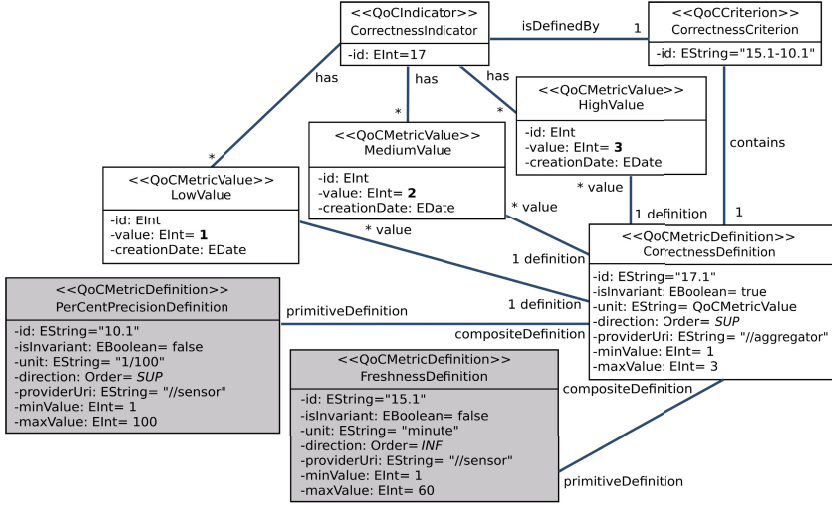 <<QoCIndicator>>
CorrectnessIndicator
-id: EInt=17
isDefinedBy
1
<<QoCCriterion>>
CorrectnessCriterion
-id: EString="15.1-10.1"
has
has
has
*
*
*
contains
1
<<QoCMetricValue>>
HighValue
-id: EInt
-value: EInt= 3
-creationDate: EDate
<<QoCMetricValue>>
MediumValue
-id: EInt
-value: EInt= 2
-creationDate: EDate
<<QoCMetricValue>>
LowValue
-id: EInt
-value: EInt= 1
-creationDate: EDate
* value
1 definition
* value
1 definition
* value
1 definition
<<QoCMetricDefinition>>
CorrectnessDefinition
-id: EString="17.1"
-isInvariant: EBoolean= true
-unit: EString= QoCMetricValue
-direction: Order= SUP
-providerUri: EString= "//aggregator"
-minValue: EInt= 1
-maxValue: EInt= 3
<<QoCMetricDefinition>>
PerCentPrecisionDefinition
-id: EString="10.1"
-isInvariant: EBoolean= false
-unit: EString= "1/100"
-direction: Order= SUP
-providerUri: EString= "//sensor"
-minValue: EInt= 1
-maxValue: EInt= 100
primitiveDefinition
compositeDefinition
<<QoCMetricDefinition>>
FreshnessDefinition
-id: EString="15.1"
-isInvariant: EBoolean= false
-unit: EString= "minute"
-direction: Order= INF
-providerUri: EString= "//sensor"
-minValue: EInt= 1
-maxValue: EInt= 60
compositeDefinition
primitiveDefinition